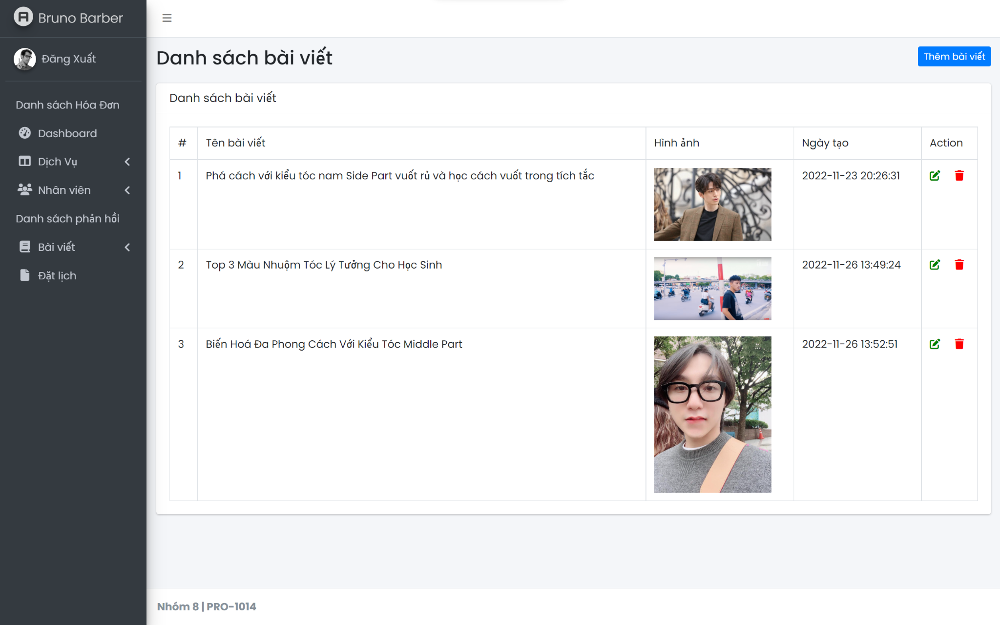 Bruno Barber
Đăng Xuất
Danh sách Hóa Đơn
Dashboard
Dịch Vụ
Nhân viên
Danh sách phản hồi
Bài viết
Đặt lịch
Danh sách bài viết
Thêm bài viết
Danh sách bài viết
# Tên bài viết Hình ảnh Ngày tạo Action
1 Phá cách với kiểu tóc nam Side Part vuốt rủ và học cách vuốt trong tích tắc 2022-11-23 20:26:31
2 Top 3 Màu Nhuộm Tóc Lý Tưởng Cho Học Sinh 2022-11-26 13:49:24
3 Biến Hoá Đa Phong Cách Với Kiểu Tóc Middle Part 2022-11-26 13:52:51
Nhóm 8 | PRO-1014